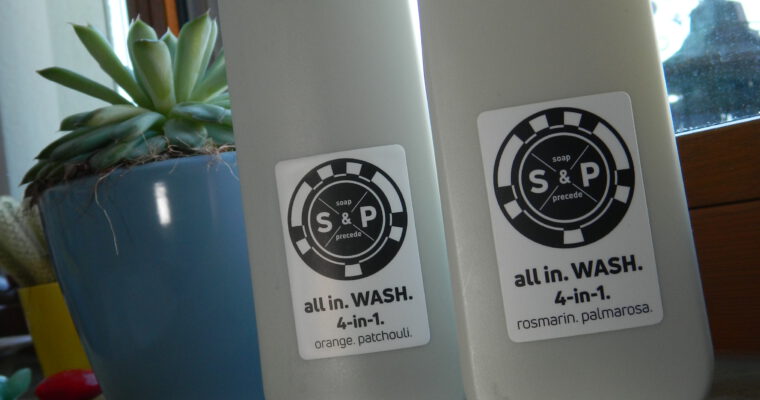 soap
S & P
precede
all in. WASH.
4-in-1.
orange. patchouli.
soap
S & P
precede
all in. WASH.
4-in-1.
rosmarin. palmarosa.